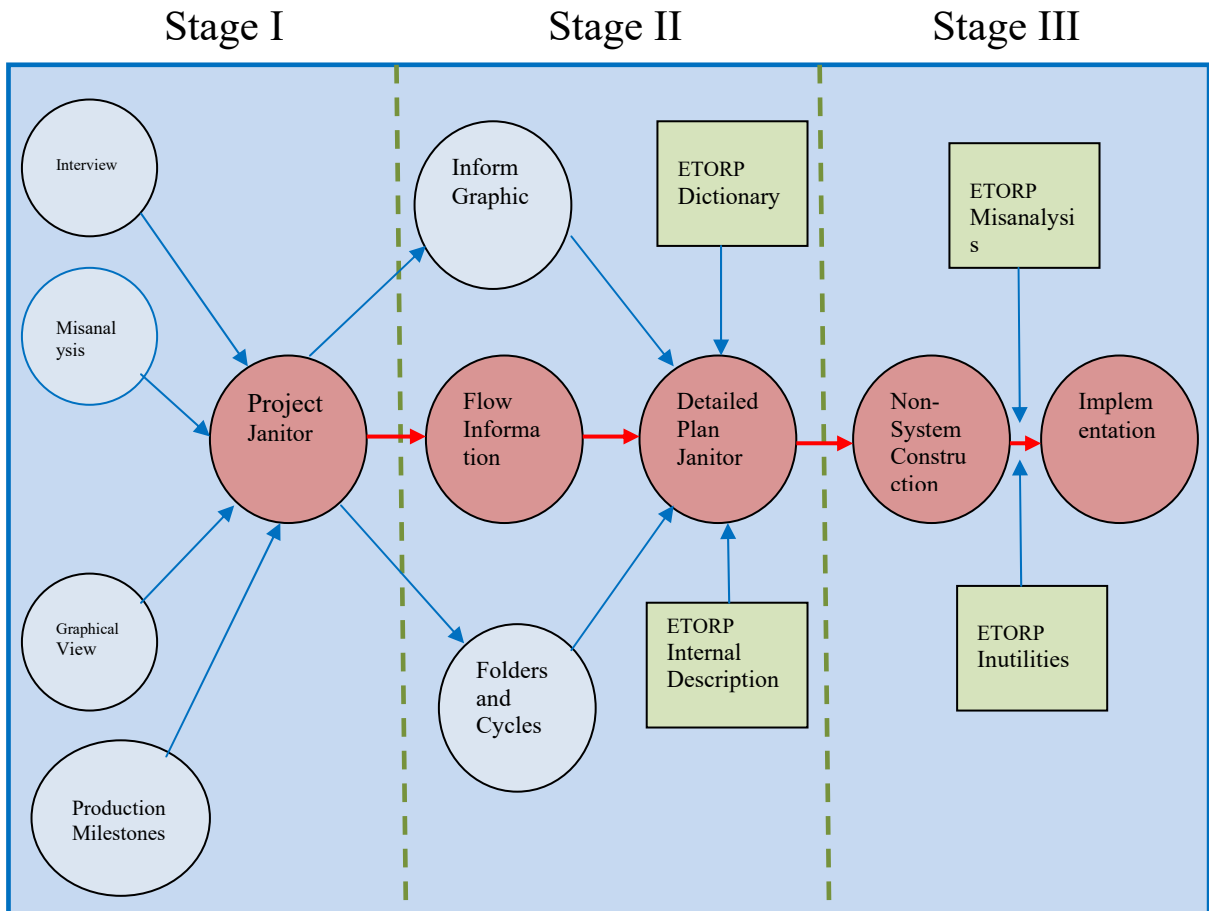 Stage I
Stage II
Stage III
Interview
Misanal
ysis
Project
Janitor
Graphical
View
Production
Milestones
Inform
Graphic
ETORP
Dictionary
Flow
Informa
tion
Detailed
Plan
Janitor
Folders
and
Cycles
ETORP
Internal
Description
ETORP
Misanalysi
s
Non-
System
Constru
ction
Implem
entation
ETORP
Inutilities